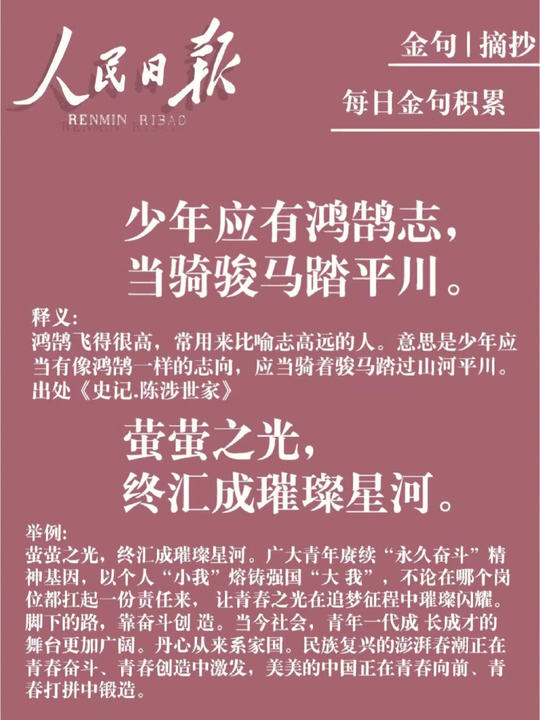 人民日报
RENMIN RIBAO
金句 | 摘抄
每日金句积累
少年应有鸿鹄志，
当骑骏马踏平川。
释义:
鸿鹄飞得很高，常用来比喻志高远的人。意思是少年应
当有像鸿鹄一样的志向，应当骑着骏马踏过山河平川。
出处《史记.陈涉世家》
萤萤之光，
终汇成璀璨星河。
举例:
萤萤之光，终汇成璀璨星河。广大青年赓续“永久奋斗”精
神基因，以个人“小我”熔铸强国“大 我”，不论在哪个岗
位都扛起一份责任来， 让青春之光在追梦征程中璀璨闪耀。
脚下的路，靠奋斗创 造。当今社会，青年一代成 长成才的
舞台更加广阔。丹心从来系家国。民族复兴的澎湃春潮正在
青春奋斗、青春创造中激发，美美的中国正在青春向前、青
春打拼中锻造。